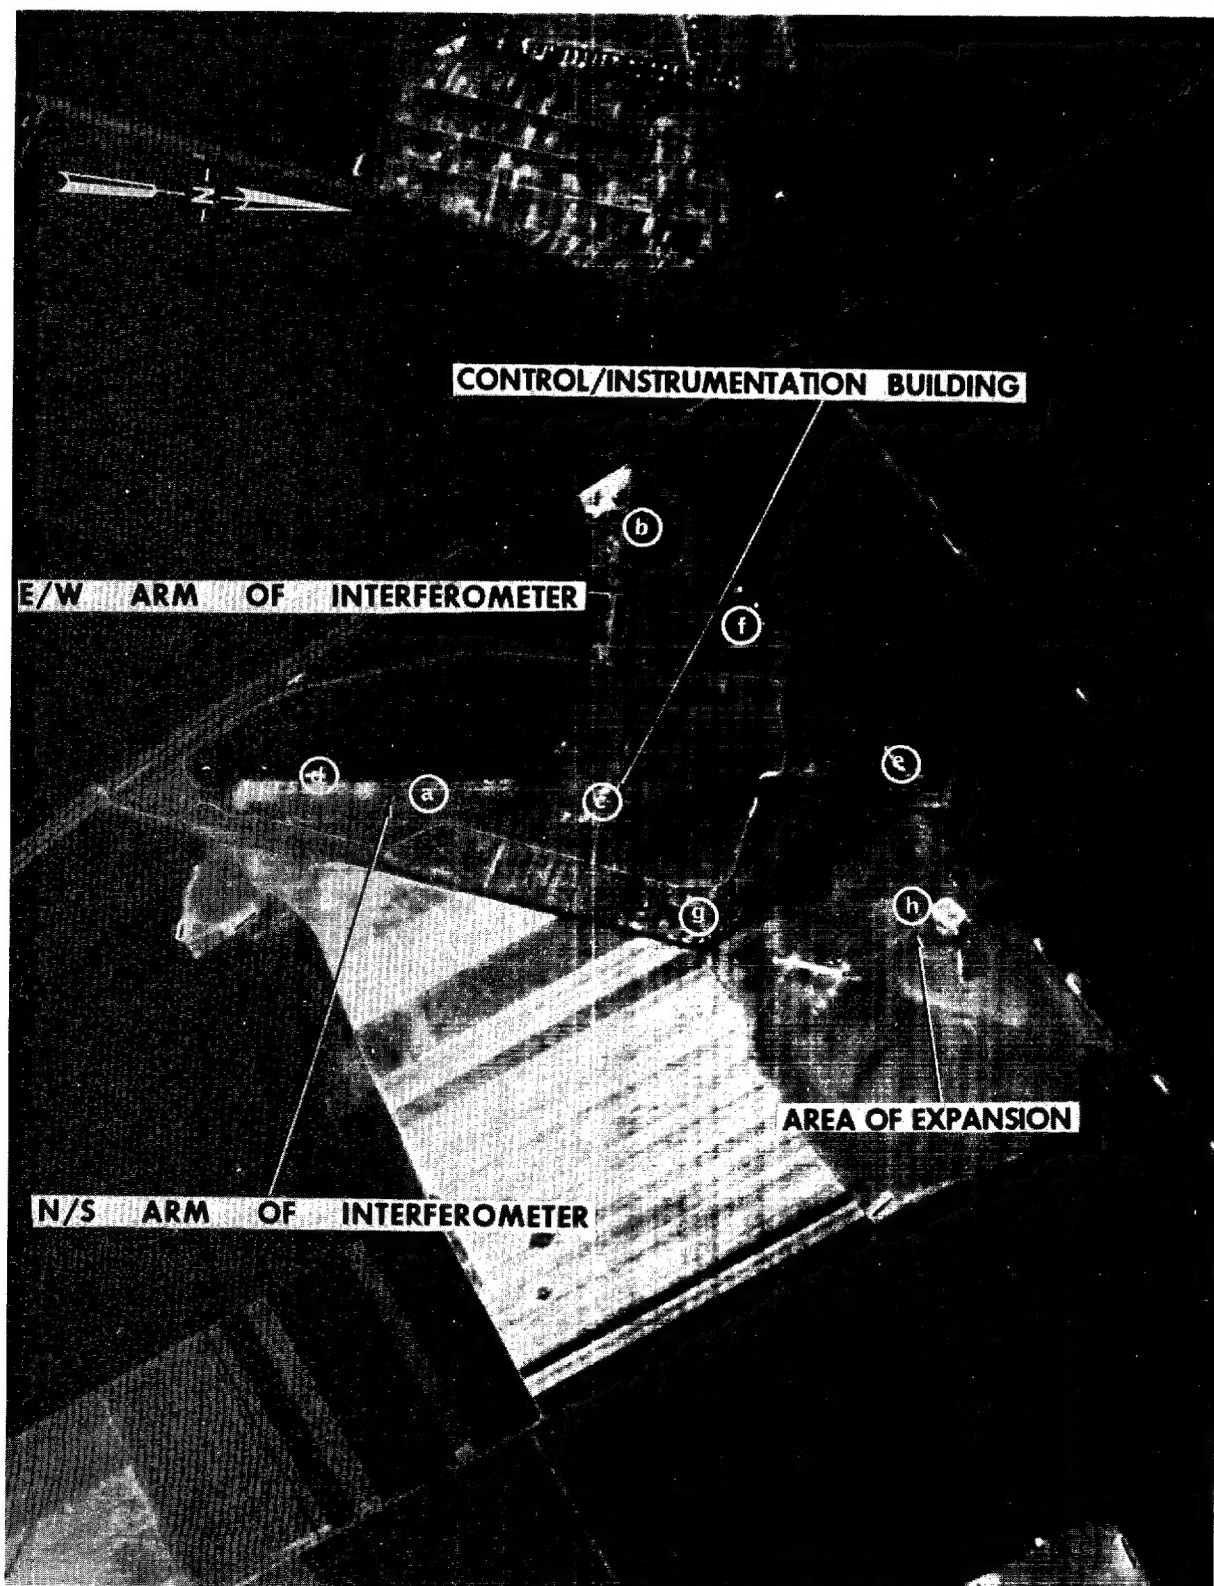 N
CONTROL/INSTRUMENTATION BUILDING
b
E/W ARM OF INTERFEROMETER
f
e
d
a
c
h
g
AREA OF EXPANSION
N/S ARM OF INTERFEROMETER